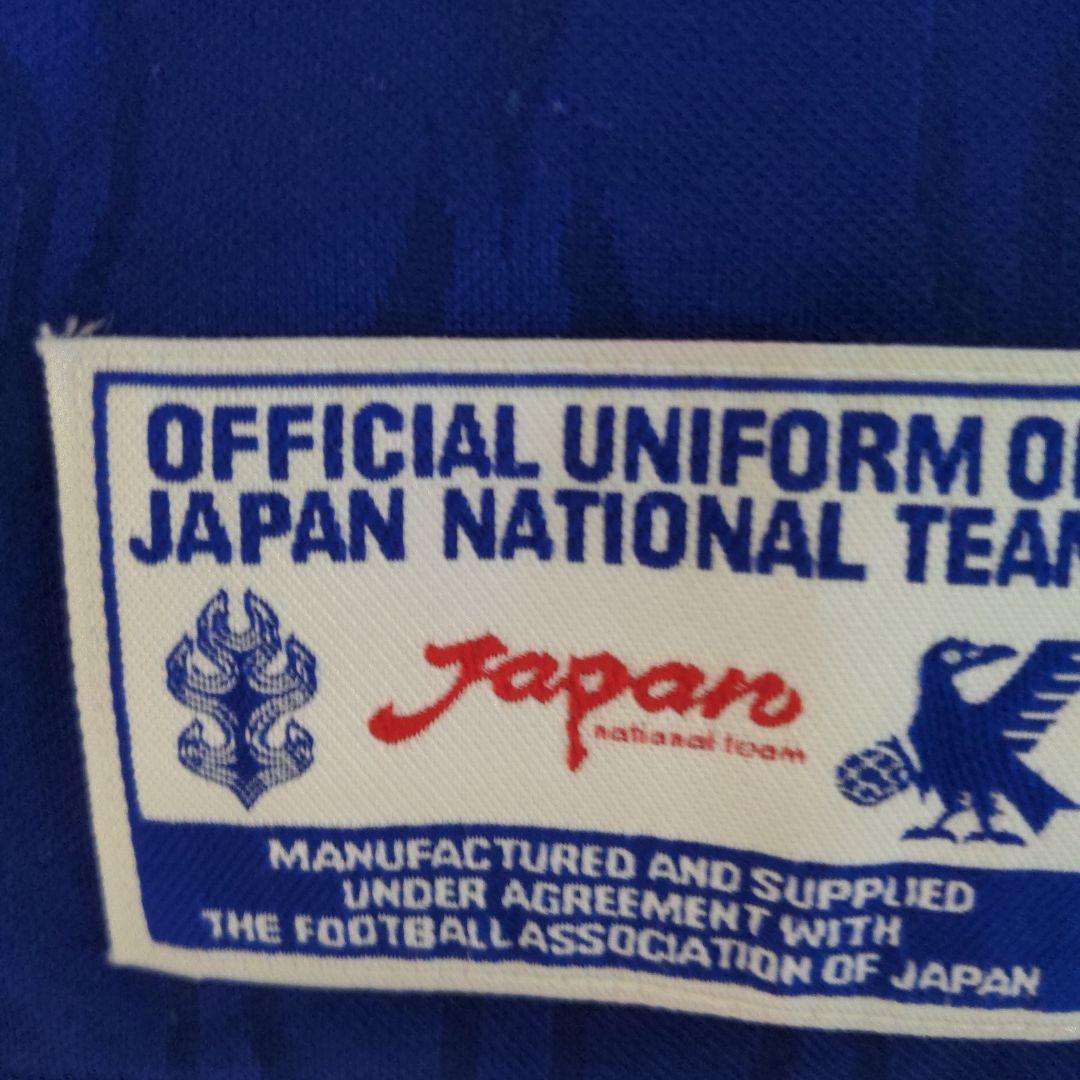 OFFICIAL UNIFORM OF
JAPAN NATIONAL TEAM
Japan
national team
MANUFACTURED AND SUPPLIED
UNDER AGREEMENT WITH
THE FOOTBALL ASSOCIATION OF JAPAN